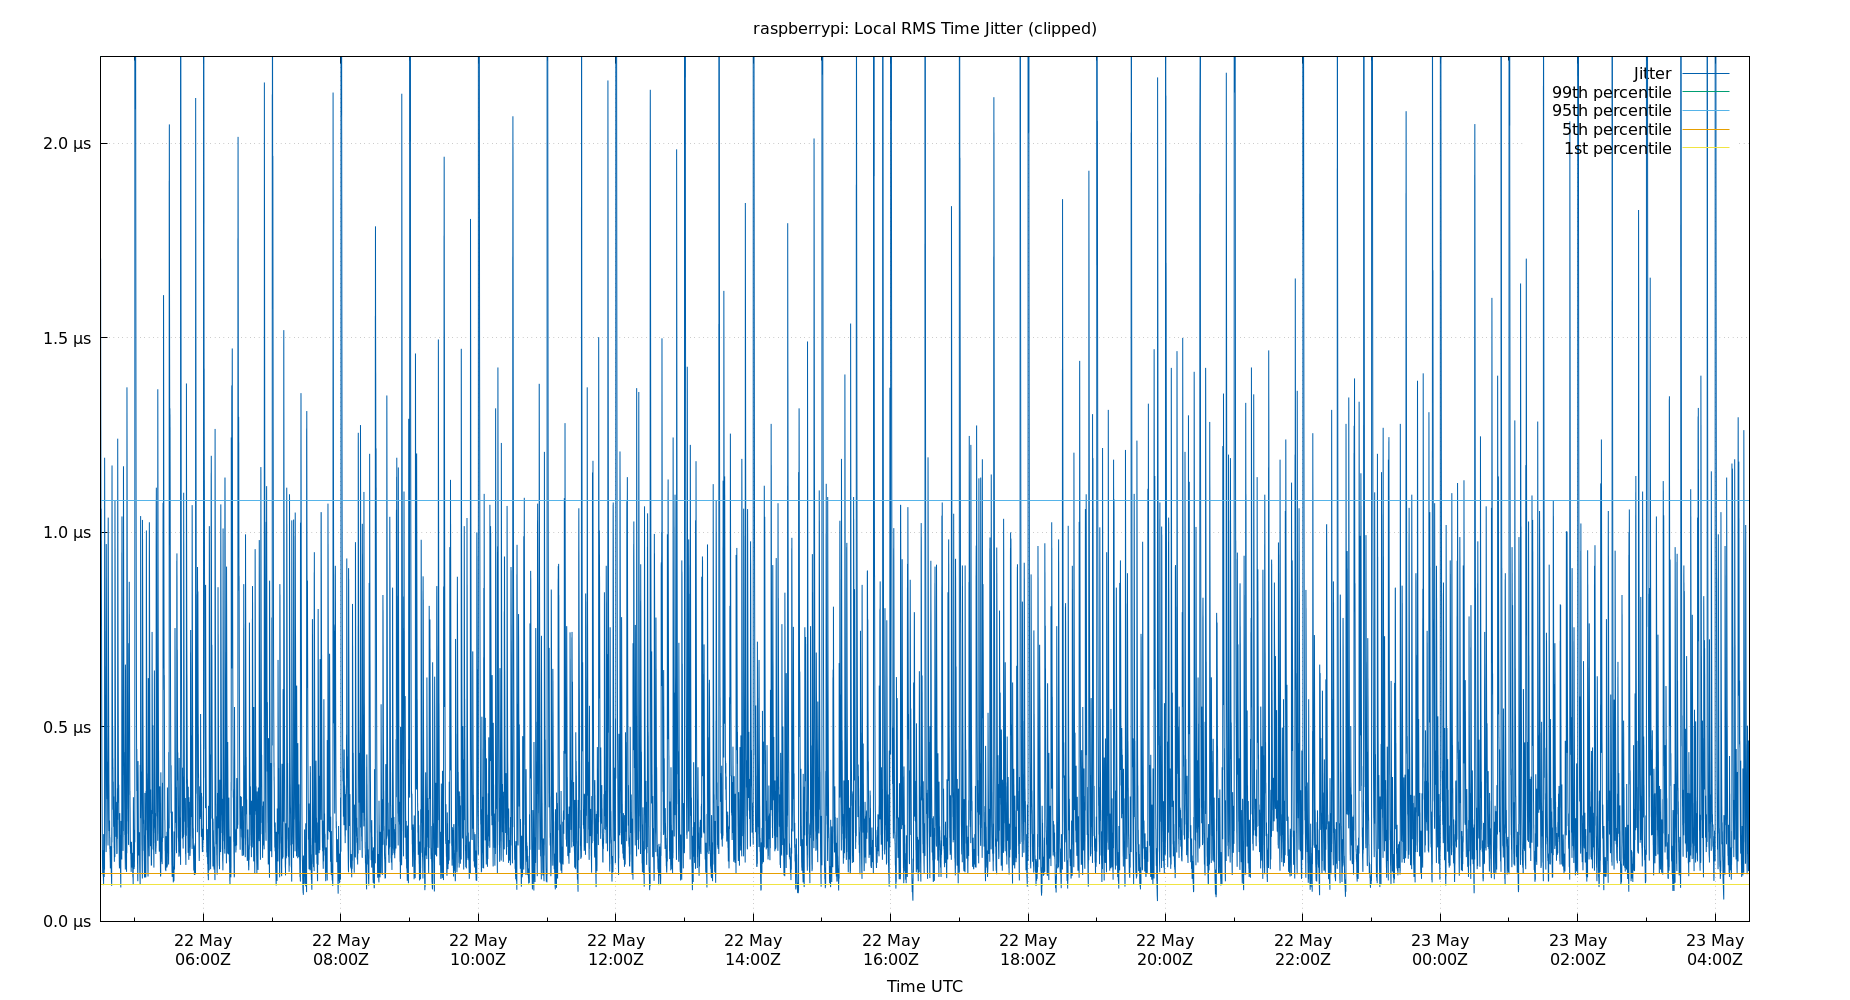 raspberrypi: Local RMS Time Jitter (clipped)
Jitter
99th percentile
95th percentile
5th percentile
1st percentile
2.0 µs
1.5 µs
1.0 µs
0.5 µs
0.0 µs
22 May 22 May 22 May 22 May 22 May 22 May 22 May 22 May 22 May 23 May 23 May 23 May
06:00Z 08:00Z 10:00Z 12:00Z 14:00Z 16:00Z 18:00Z 20:00Z 22:00Z 00:00Z 02:00Z 04:00Z
Time UTC